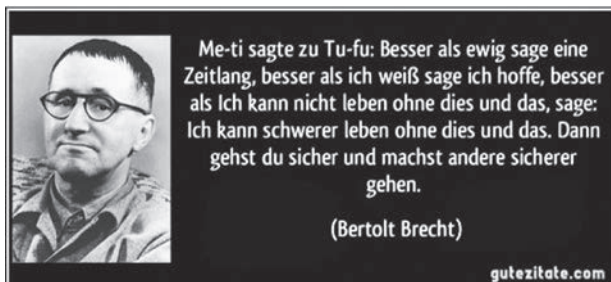 Me-ti sagte zu Tu-fu: Besser als ewig sage eine
Zeitlang, besser als ich weiß sage ich hoffe, besser
als Ich kann nicht leben ohne dies und das, sage:
Ich kann schwerer leben ohne dies und das. Dann
gehst du sicher und machst andere sicherer
gehen.
(Bertolt Brecht)
gutezitate.com